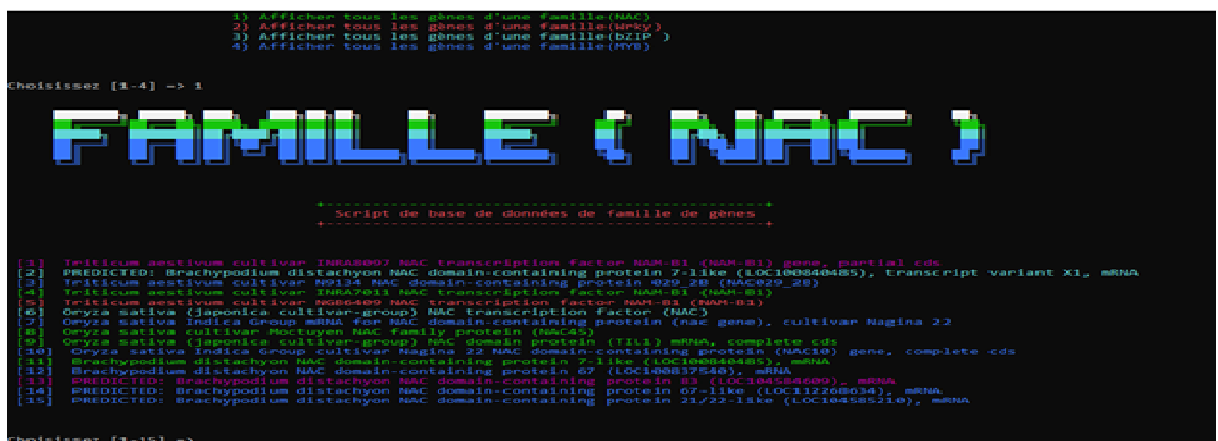 1) Afficher tous les gènes d'une famille(NAC)
2) Afficher tous les gènes d'une famille(Wrky)
3) Afficher tous les gènes d'une famille(bZIP )
4) Afficher tous les gènes d'une famille(MYB)
Choisissez [1-4] => 1
FAMILLE ( NAC )
Script de base de données de famille de gènes
[1] Triticum aestivum cultivar INRA8097 NAC transcription factor NAM-B1 (NAM-B1) gene, partial cds
[2] PREDICTED: Brachypodium distachyon NAC domain-containing protein 7-like (LOC100840485), transcript variant X1, mRNA
[3] Triticum aestivum cultivar N9134 NAC domain-containing protein 029_2B (NAC029_2B)
[4] Triticum aestivum cultivar INRA7011 NAC transcription factor NAM-B1 (NAM-B1)
[5] Triticum aestivum cultivar NGB6409 NAC transcription factor NAM-B1 (NAM-B1)
[6] Oryza sativa (japonica cultivar-group) NAC transcription factor (NAC)
[7] Oryza sativa Indica Group mRNA for NAC domain-containing protein (nac gene), cultivar Nagina 22
[8] Oryza sativa cultivar Moctuyen NAC family protein (NAC45)
[9] Oryza sativa (japonica cultivar-group) NAC domain protein (TIL1) mRNA, complete cds
[10] Oryza sativa Indica Group cultivar Nagina 22 NAC domain-containing protein (NAC10) gene, complete cds
[11] Brachypodium distachyon NAC domain-containing protein 7-like (LOC100840485), mRNA
[12] Brachypodium distachyon NAC domain-containing protein 67 (LOC100837540), mRNA
[13] PREDICTED: Brachypodium distachyon NAC domain-containing protein 83 (LOC104584609), mRNA
[14] PREDICTED: Brachypodium distachyon NAC domain-containing protein 67-like (LOC112268634), mRNA
[15] PREDICTED: Brachypodium distachyon NAC domain-containing protein 21/22-like (LOC104585210), mRNA
Choisissez [1-15] =>